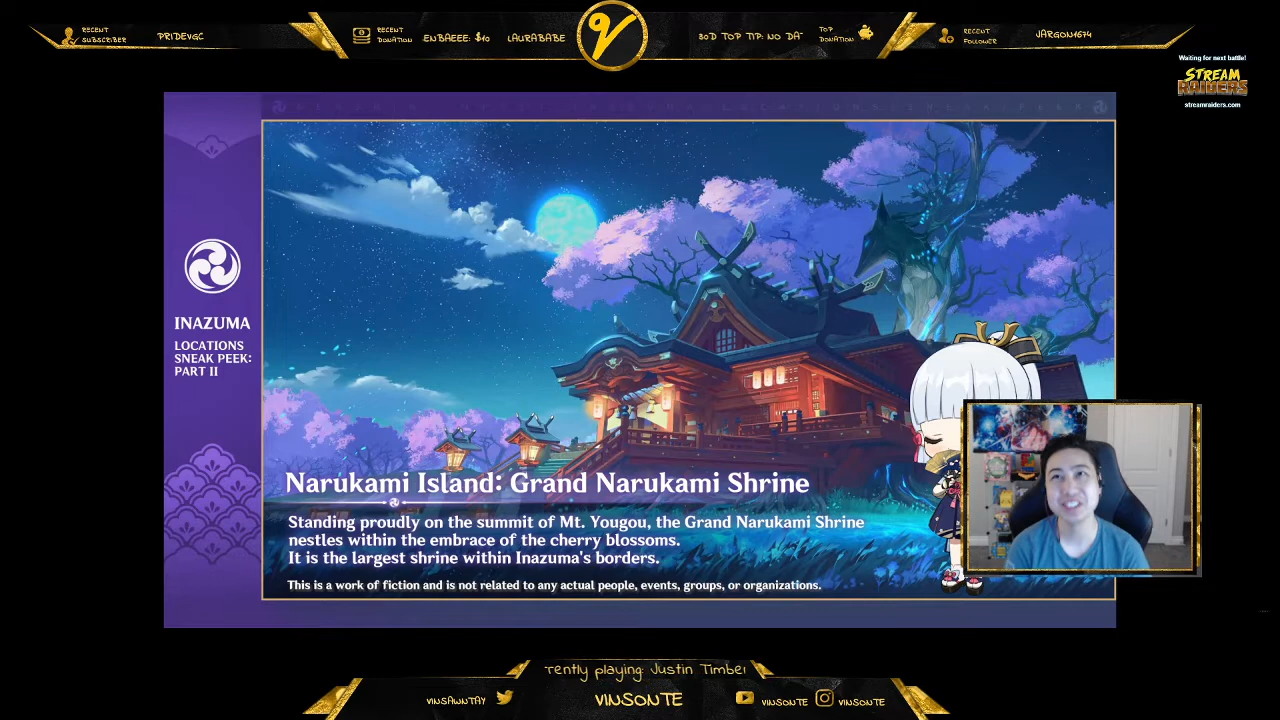 RECENT
SUBSCRIBER
PRIDEVGC
RECENT
DONATION
ENBAEEE: $10
LAURABABE
V
30D TOP TIP: NO DA
TOP
DONATION
RECENT
FOLLOWER
JARGON1674
Waiting for next battle!
STREAM
RAIDERS
streamraiders.com
INAZUMA
LOCATIONS
SNEAK PEEK:
PART II
Narukami Island: Grand Narukami Shrine
Standing proudly on the summit of Mt. Yougou, the Grand Narukami Shrine
nestles within the embrace of the cherry blossoms.
It is the largest shrine within Inazuma's borders.
This is a work of fiction and is not related to any actual people, events, groups, or organizations.
rently playing: Justin Timber
VINSAWNTAY
VINSONTE
VINSONTE
VINSONTE